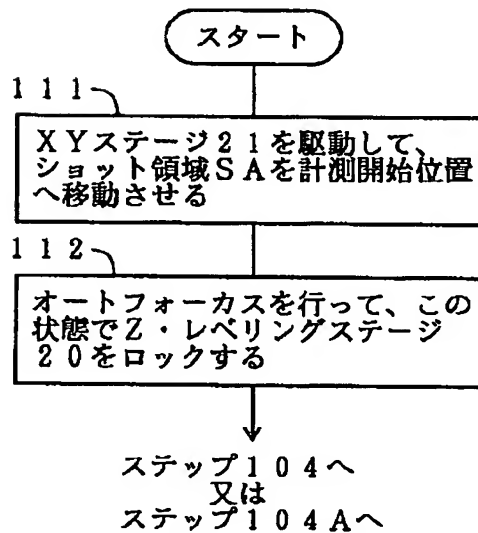 スタート
111
XYステージ21を駆動して、
ショット領域SAを計測開始位置
へ移動させる
112
オートフォーカスを行って、この
状態でZ・レベリングステージ
20をロックする
ステップ104へ
又は
ステップ104Aへ